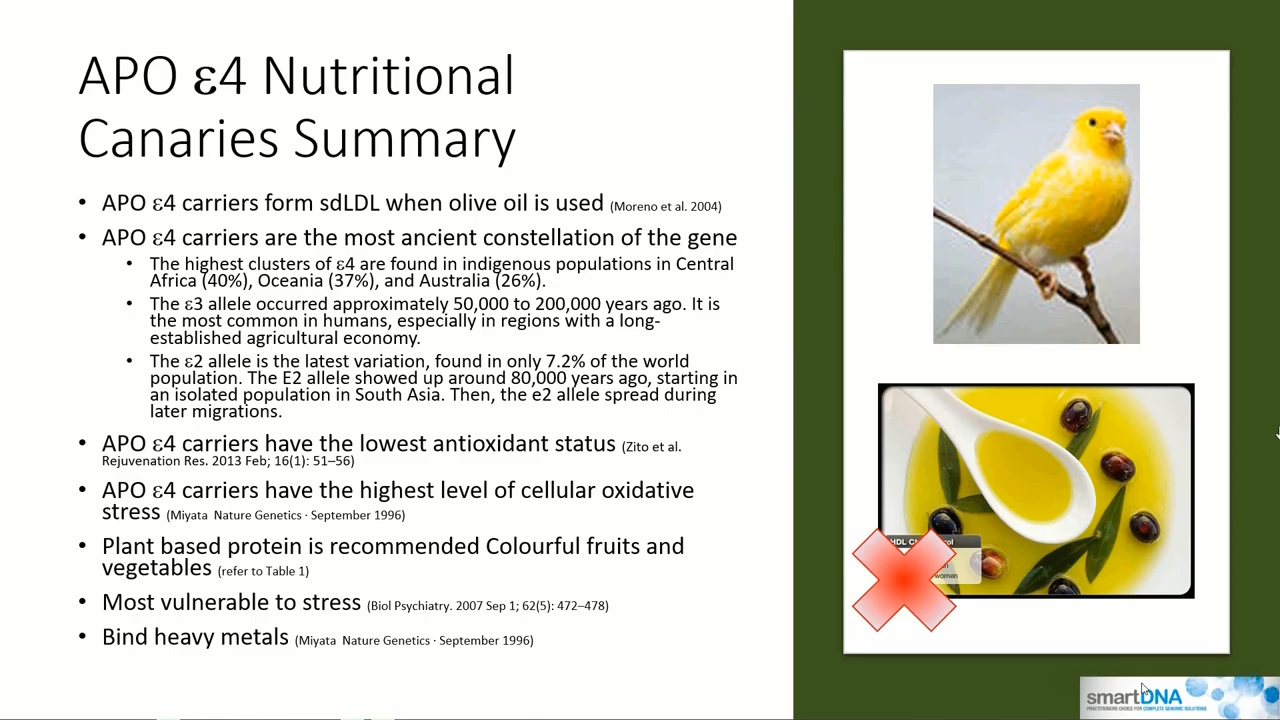 APO ε4 Nutritional
Canaries Summary
• APO ε4 carriers form sdLDL when olive oil is used (Moreno et al. 2004)
• APO ε4 carriers are the most ancient constellation of the gene
• The highest clusters of ε4 are found in indigenous populations in Central
Africa (40%), Oceania (37%), and Australia (26%).
• The ε3 allele occurred approximately 50,000 to 200,000 years ago. It is
the most common in humans, especially in regions with a long-
established agricultural economy.
• The ε2 allele is the latest variation, found in only 7.2% of the world
population. The E2 allele showed up around 80,000 years ago, starting in
an isolated population in South Asia. Then, the e2 allele spread during
later migrations.
• APO ε4 carriers have the lowest antioxidant status (Zito et al.
Rejuvenation Res. 2013 Feb; 16(1): 51–56)
• APO ε4 carriers have the highest level of cellular oxidative
stress (Miyata Nature Genetics · September 1996)
• Plant based protein is recommended Colourful fruits and
vegetables (refer to Table 1)
• Most vulnerable to stress (Biol Psychiatry. 2007 Sep 1; 62(5): 472–478)
• Bind heavy metals (Miyata Nature Genetics · September 1996)
HDL
women
smartDNA
PRACTITIONERS CHOICE FOR COMPLETE GENOMIC SOLUTIONS